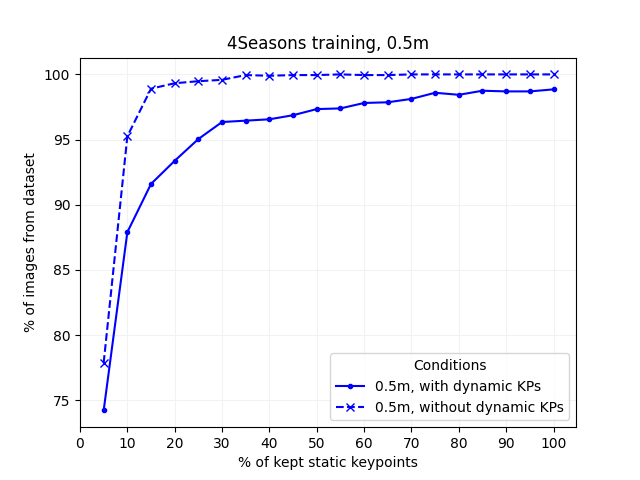 4Seasons training, 0.5m
% of images from dataset
100
95
90
85
80
75
Conditions
0.5m, with dynamic KPs
0.5m, without dynamic KPs
0 10 20 30 40 50 60 70 80 90 100
% of kept static keypoints